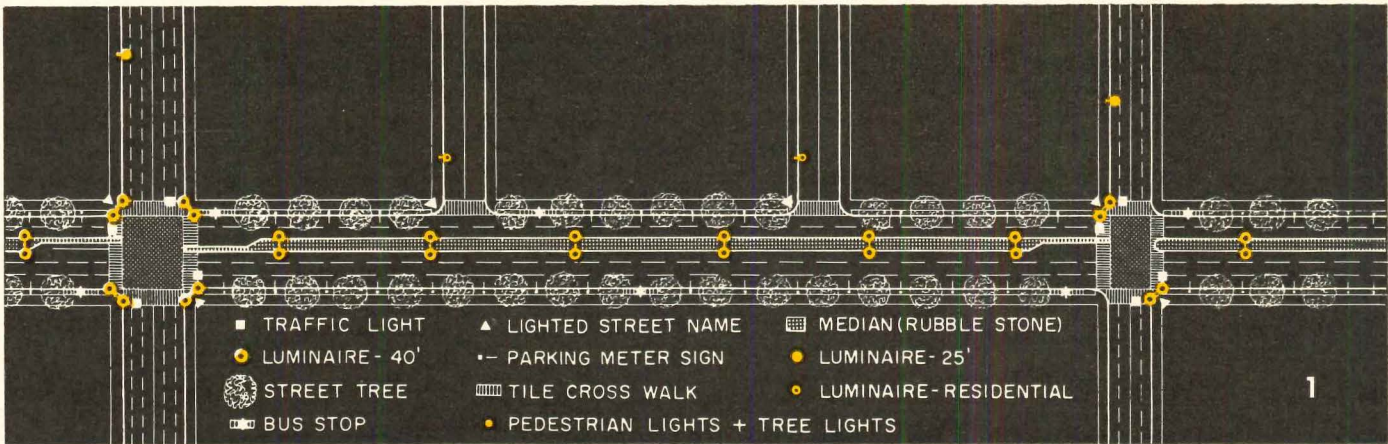 TRAFFIC LIGHT
LUMINAIRE - 40'
STREET TREE
BUS STOP
LIGHTED STREET NAME
PARKING METER SIGN
TILE CROSS WALK
PEDESTRIAN LIGHTS + TREE LIGHTS
MEDIAN (RUBBLE STONE)
LUMINAIRE - 25'
LUMINAIRE - RESIDENTIAL
1